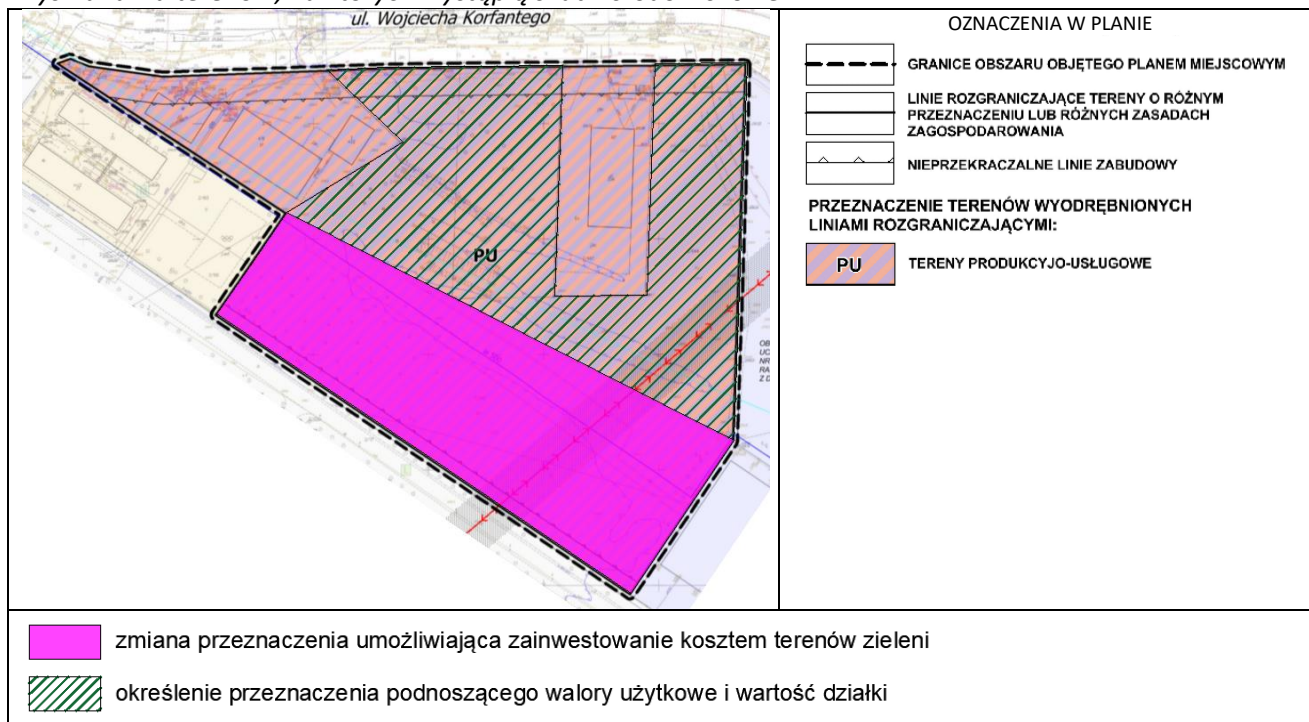 ul. Wojciecha Korfantego
PU
OZNACZENIA W PLANIE
GRANICE OBSZARU OBJĘTEGO PLANEM MIEJSCOWYM
LINIE ROZGRANICZAJĄCE TERENY O RÓŻNYM
PRZEZNACZENIU LUB RÓŻNYCH ZASADACH
ZAGOSPODAROWANIA
NIEPRZEKRACZALNE LINIE ZABUDOWY
PRZEZNACZENIE TERENÓW WYODRĘBNIONYCH
LINIAMI ROZGRANICZAJĄCYMI:
PU
TERENY PRODUKCYJO-USŁUGOWE
zmiana przeznaczenia umożliwiająca zainwestowanie kosztem terenów zieleni
określenie przeznaczenia podnoszącego walory użytkowe i wartość działki